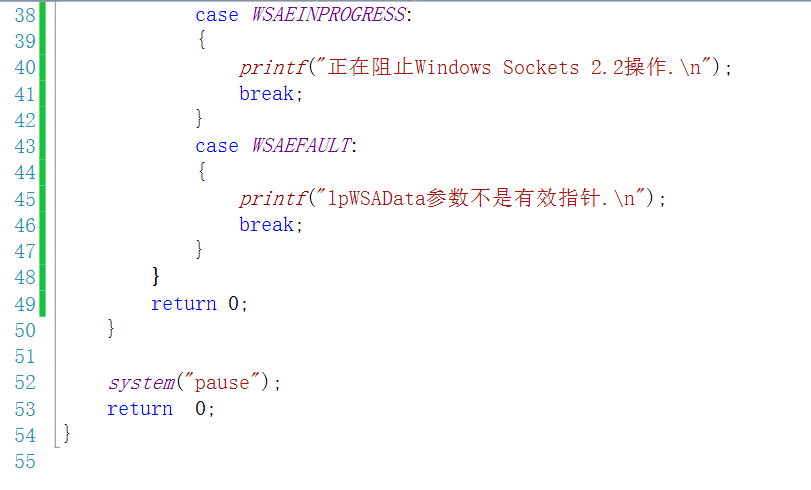 38 case WSAEINPROGRESS:
39 {
40 printf("正在阻止Windows Sockets 2.2操作.\n");
41 break;
42 }
43 case WSAEFAULT:
44 {
45 printf("lpWSAData参数不是有效指针.\n");
46 break;
47 }
48 }
49 return 0;
50 }
51
52 system("pause");
53 return  0;
54 }
55